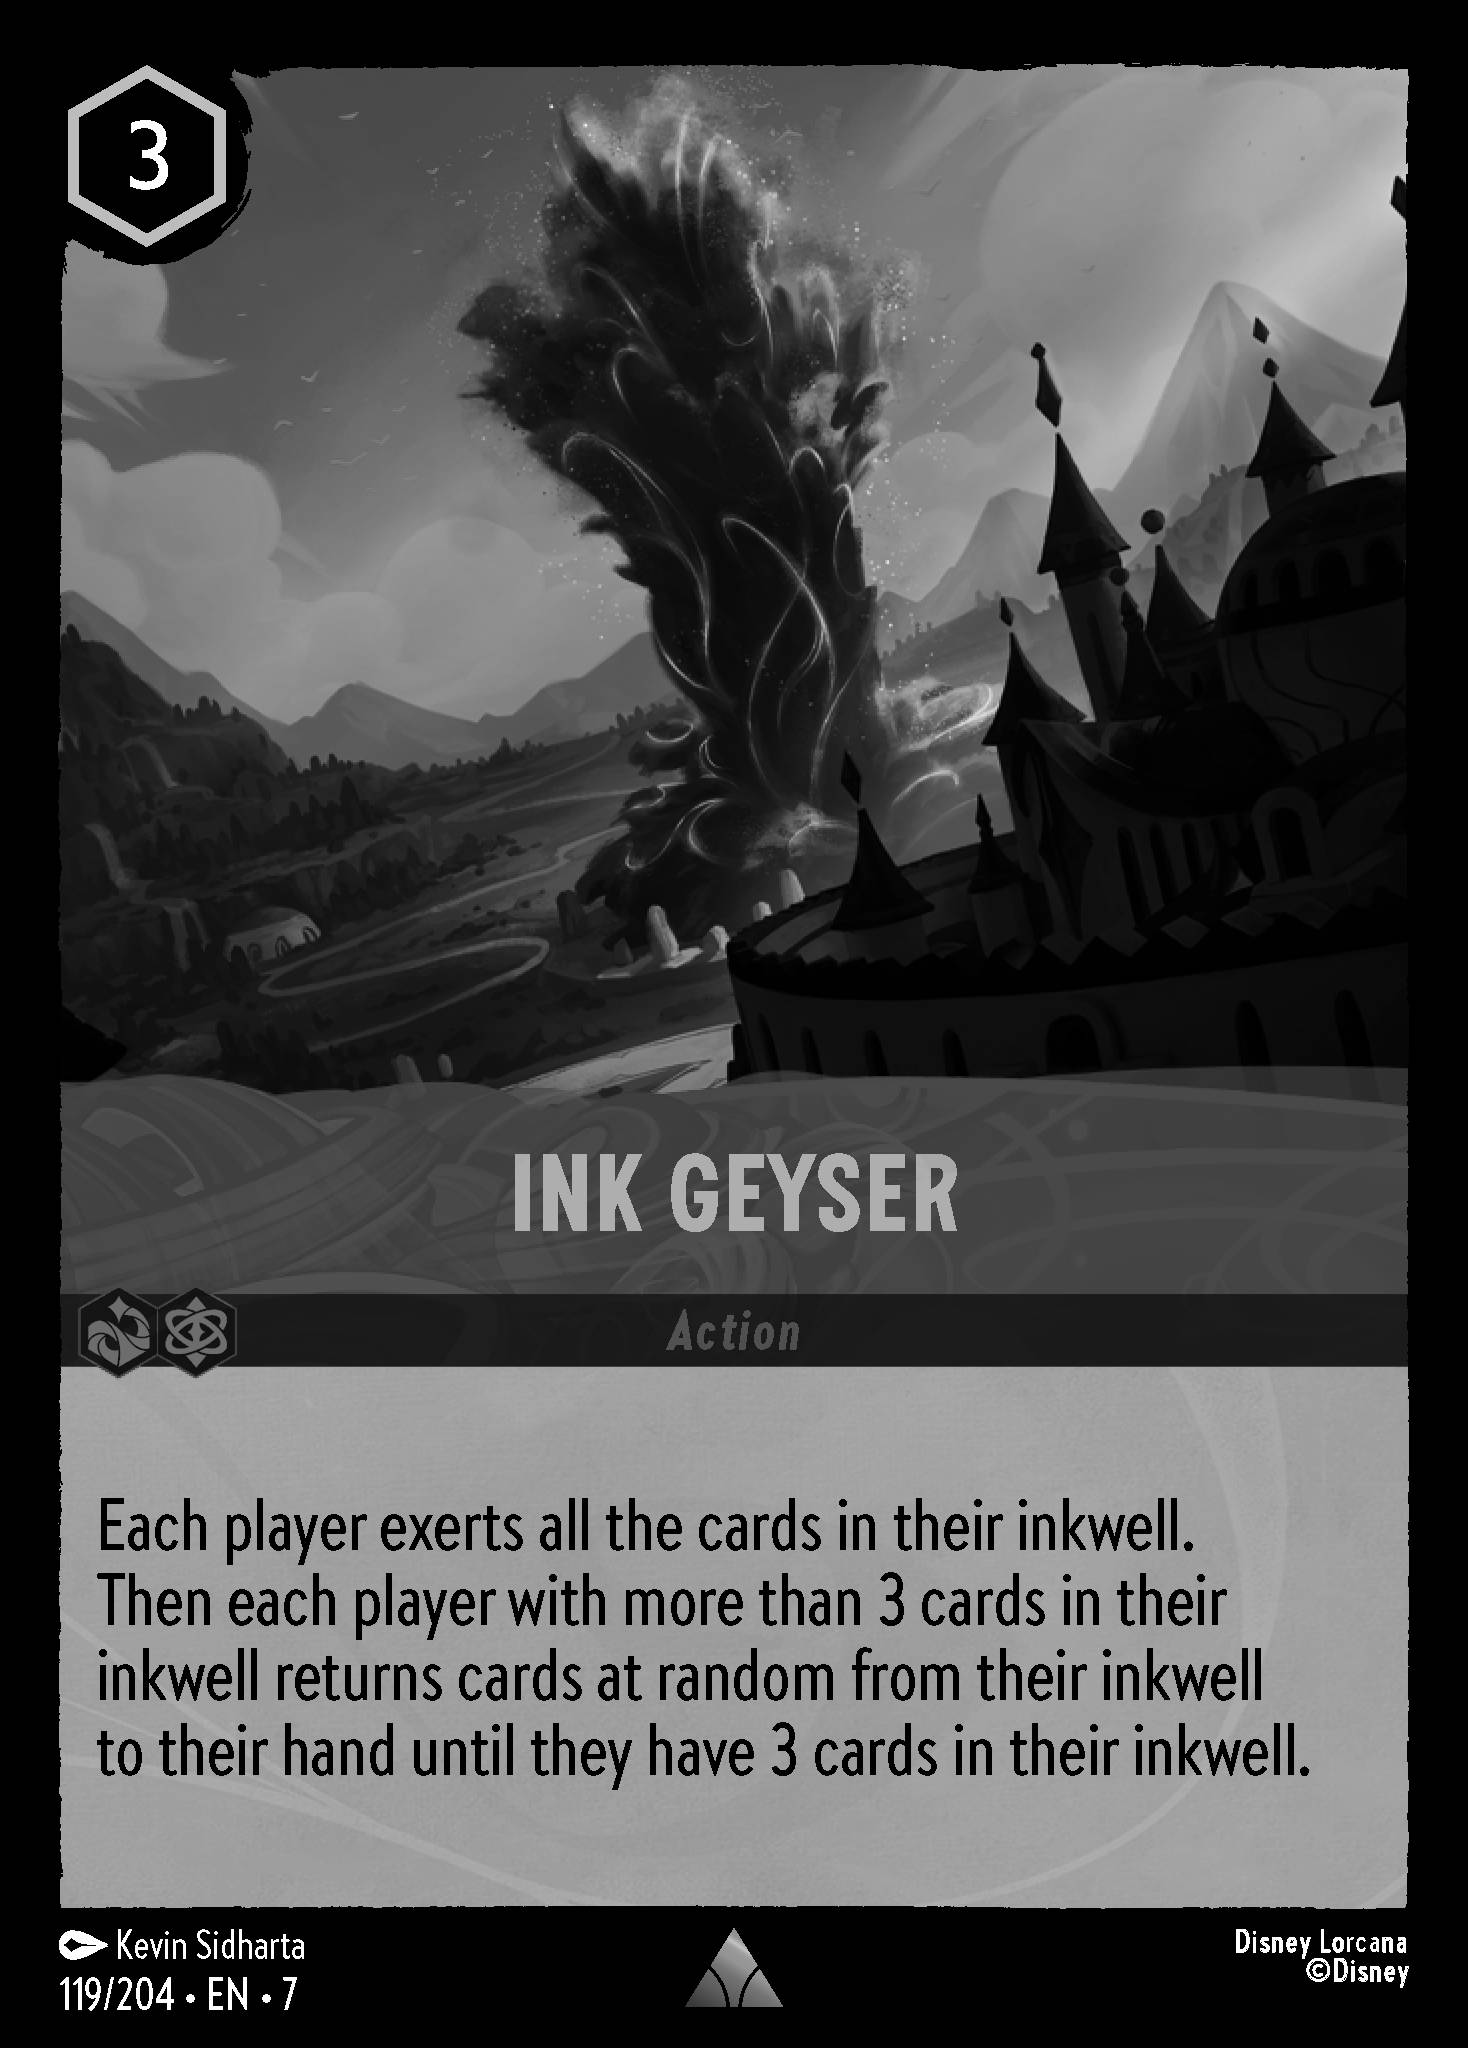 3
INK GEYSER
Action
Each player exerts all the cards in their inkwell.
Then each player with more than 3 cards in their
inkwell returns cards at random from their inkwell
to their hand until they have 3 cards in their inkwell.
Kevin Sidharta
119/204 • EN • 7
Disney Lorcana
©Disney